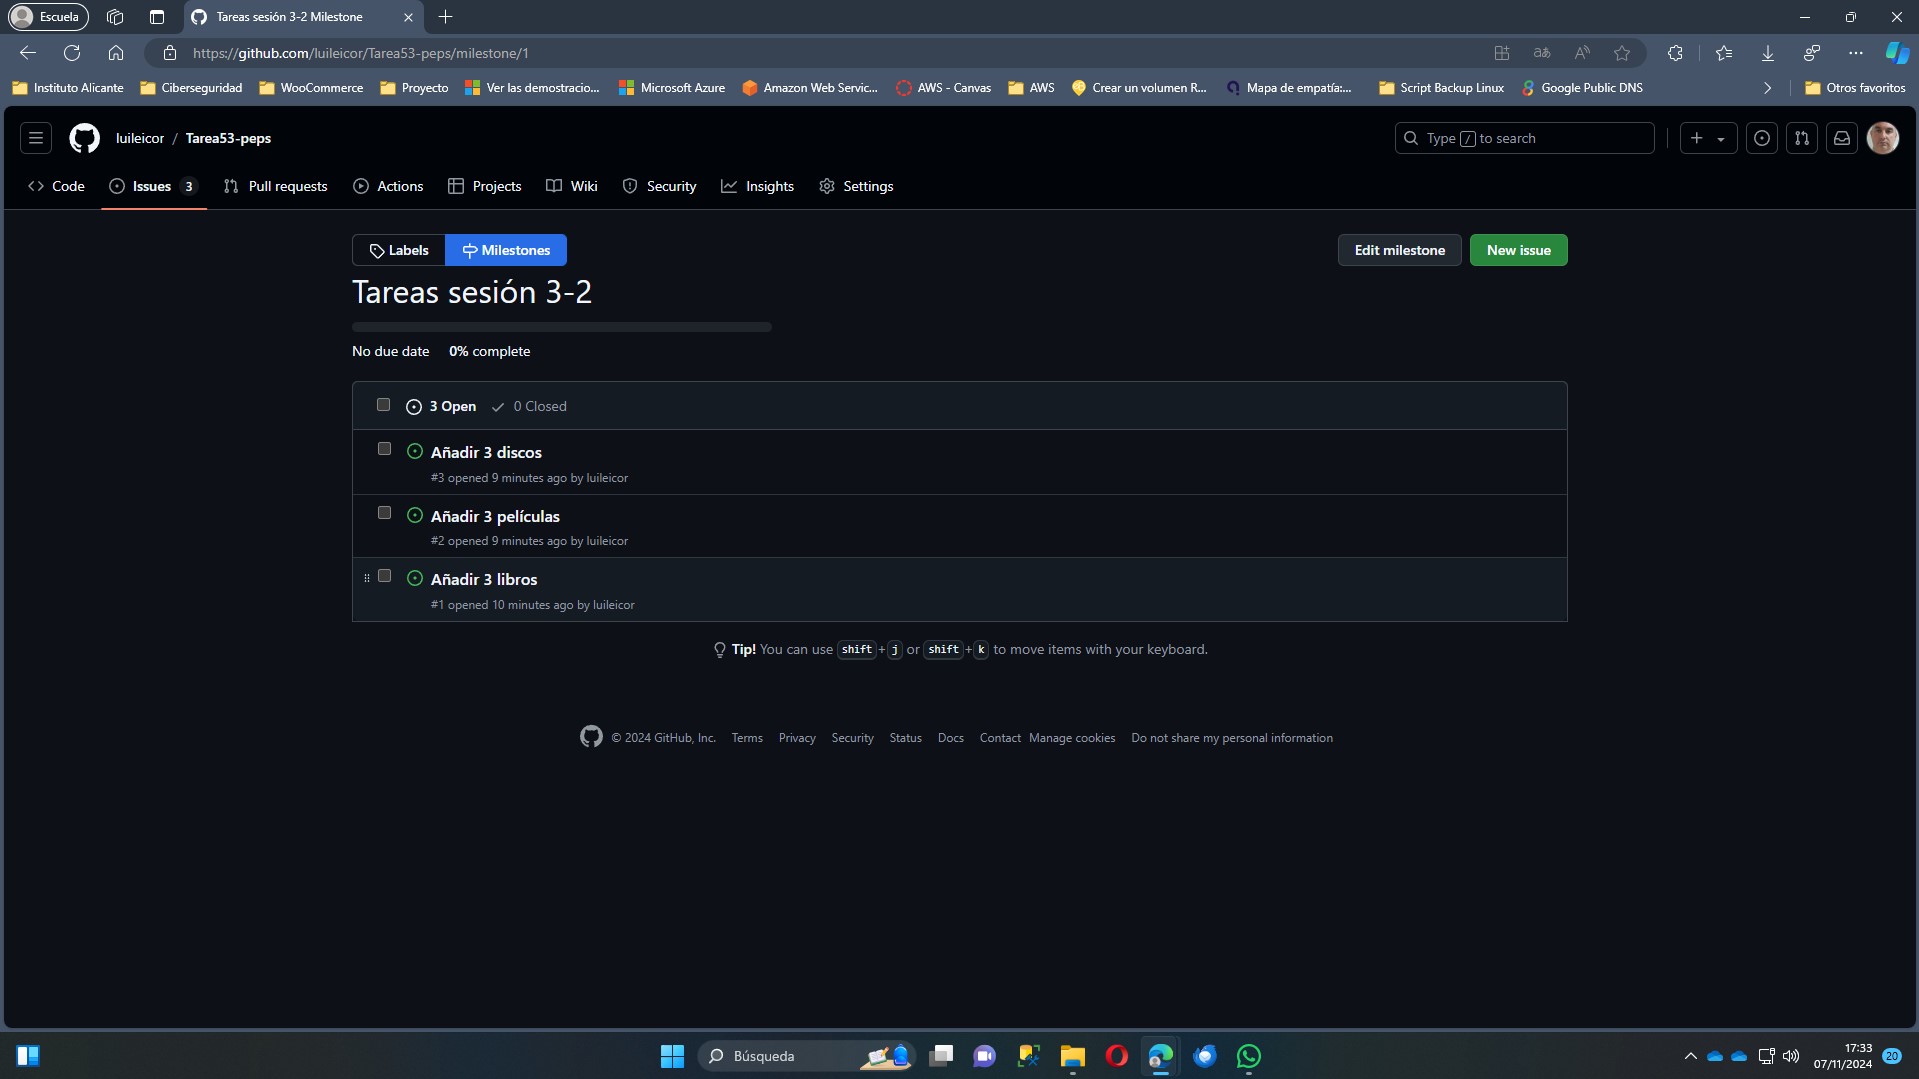 Escuela
Tareas sesión 3-2 Milestone
https://github.com/luileicor/Tarea53-peps/milestone/1
Instituto Alicante
Ciberseguridad
WooCommerce
Proyecto
Ver las demostracio...
Microsoft Azure
Amazon Web Servic...
AWS - Canvas
AWS
Crear un volumen R...
Mapa de empatía:...
Script Backup Linux
Google Public DNS
Otros favoritos
luileicor / Tarea53-peps
Type / to search
Code
Issues 3
Pull requests
Actions
Projects
Wiki
Security
Insights
Settings
Labels
Milestones
Edit milestone
New issue
Tareas sesión 3-2
No due date 0% complete
3 Open 0 Closed
Añadir 3 discos
#3 opened 9 minutes ago by luileicor
Añadir 3 películas
#2 opened 9 minutes ago by luileicor
Añadir 3 libros
#1 opened 10 minutes ago by luileicor
Tip! You can use shift+j or shift+k to move items with your keyboard.
© 2024 GitHub, Inc. Terms Privacy Security Status Docs Contact Manage cookies Do not share my personal information
Búsqueda
17:33
07/11/2024
20